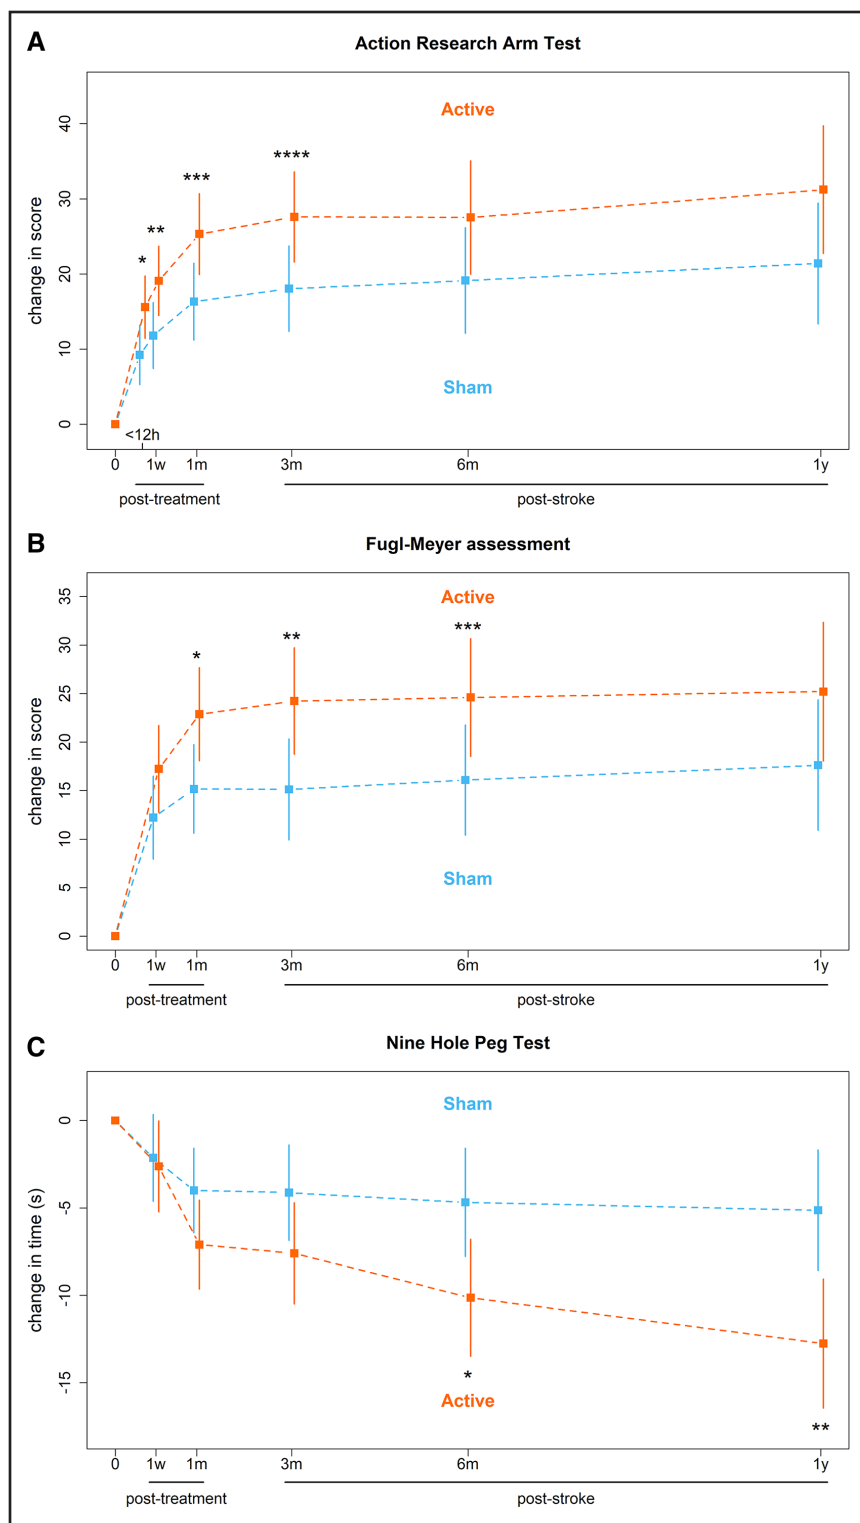 A
Action Research Arm Test
Active
40
****
***
30
**
*
change in score
20
10
Sham
0
<12h
0 1w 1m 3m 6m 1y
post-treatment post-stroke
B
Fugl-Meyer assessment
35
Active
***
**
*
30
25
change in score
20
15
10
Sham
5
0
0 1w 1m 3m 6m 1y
post-treatment post-stroke
C
Nine Hole Peg Test
Sham
0
-5
change in time (s)
-10
-15
*
Active
**
0 1w 1m 3m 6m 1y
post-treatment post-stroke